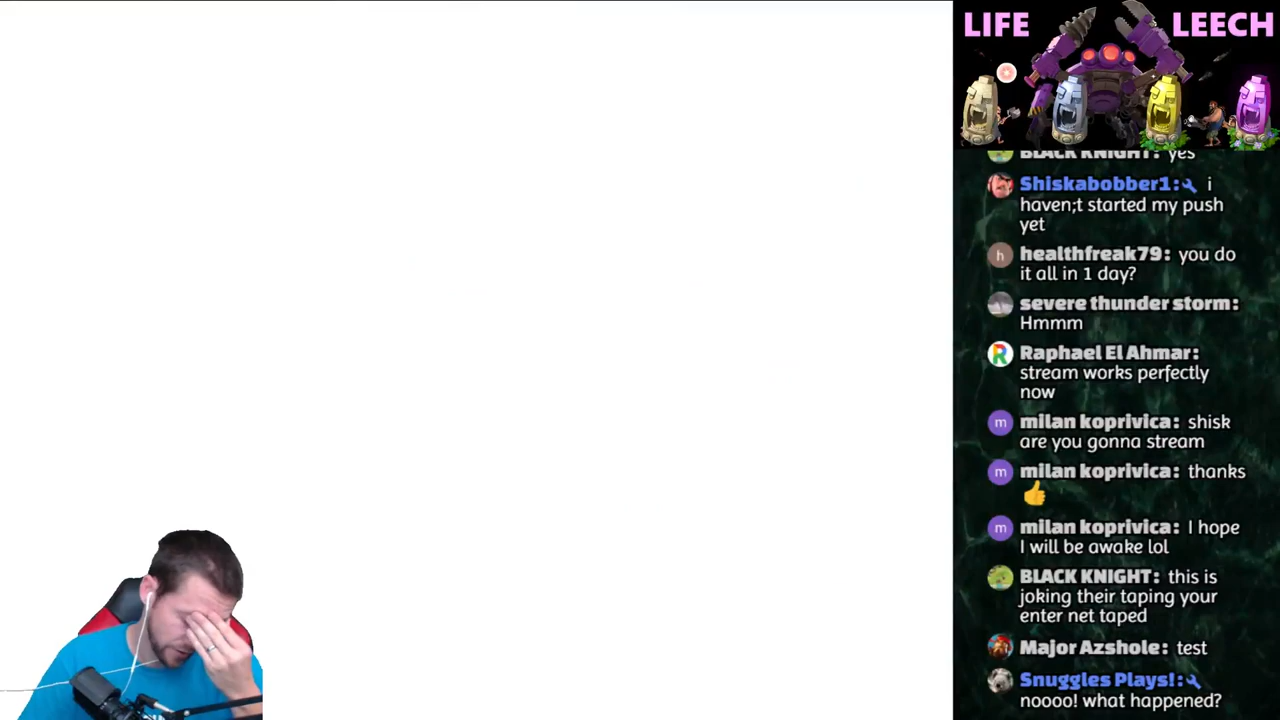 LIFE LEECH
BLACK KNIGHT: yes
Shiskabobber1: i
haven;t started my push
yet
h healthfreak79: you do
it all in 1 day?
severe thunder storm:
Hmmm
R Raphael El Ahmar:
stream works perfectly
now
m milan koprivica: shisk
are you gonna stream
m milan koprivica: thanks
👍
m milan koprivica: I hope
I will be awake lol
BLACK KNIGHT: this is
joking their taping your
enter net taped
Major Azshole: test
Snuggles Plays!:
noooo! what happened?